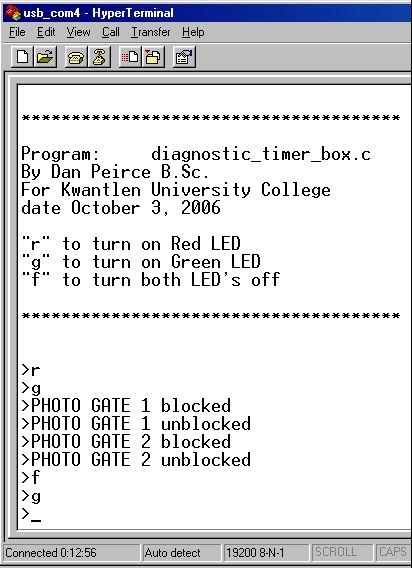 usb_com4 - HyperTerminal
File Edit View Call Transfer Help
**************************************
Program:     diagnostic_timer_box.c
By Dan Peirce B.Sc.
For Kwantlen University College
date October 3, 2006
"r" to turn on Red LED
"g" to turn on Green LED
"f" to turn both LED's off
**************************************
>r
>g
>PHOTO GATE 1 blocked
>PHOTO GATE 1 unblocked
>PHOTO GATE 2 blocked
>PHOTO GATE 2 unblocked
>f
>g
>_
Connected 0:12:56 Auto detect 19200 8-N-1 SCROLL CAPS